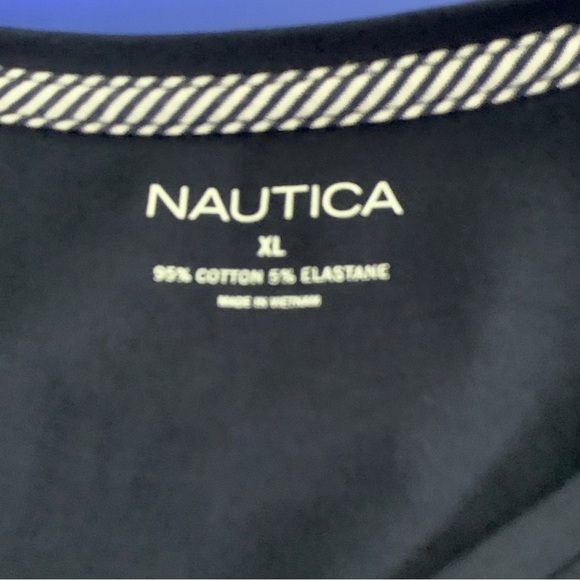 NAUTICA
XL
95% COTTON 5% ELASTANE
MADE IN VIETNAM